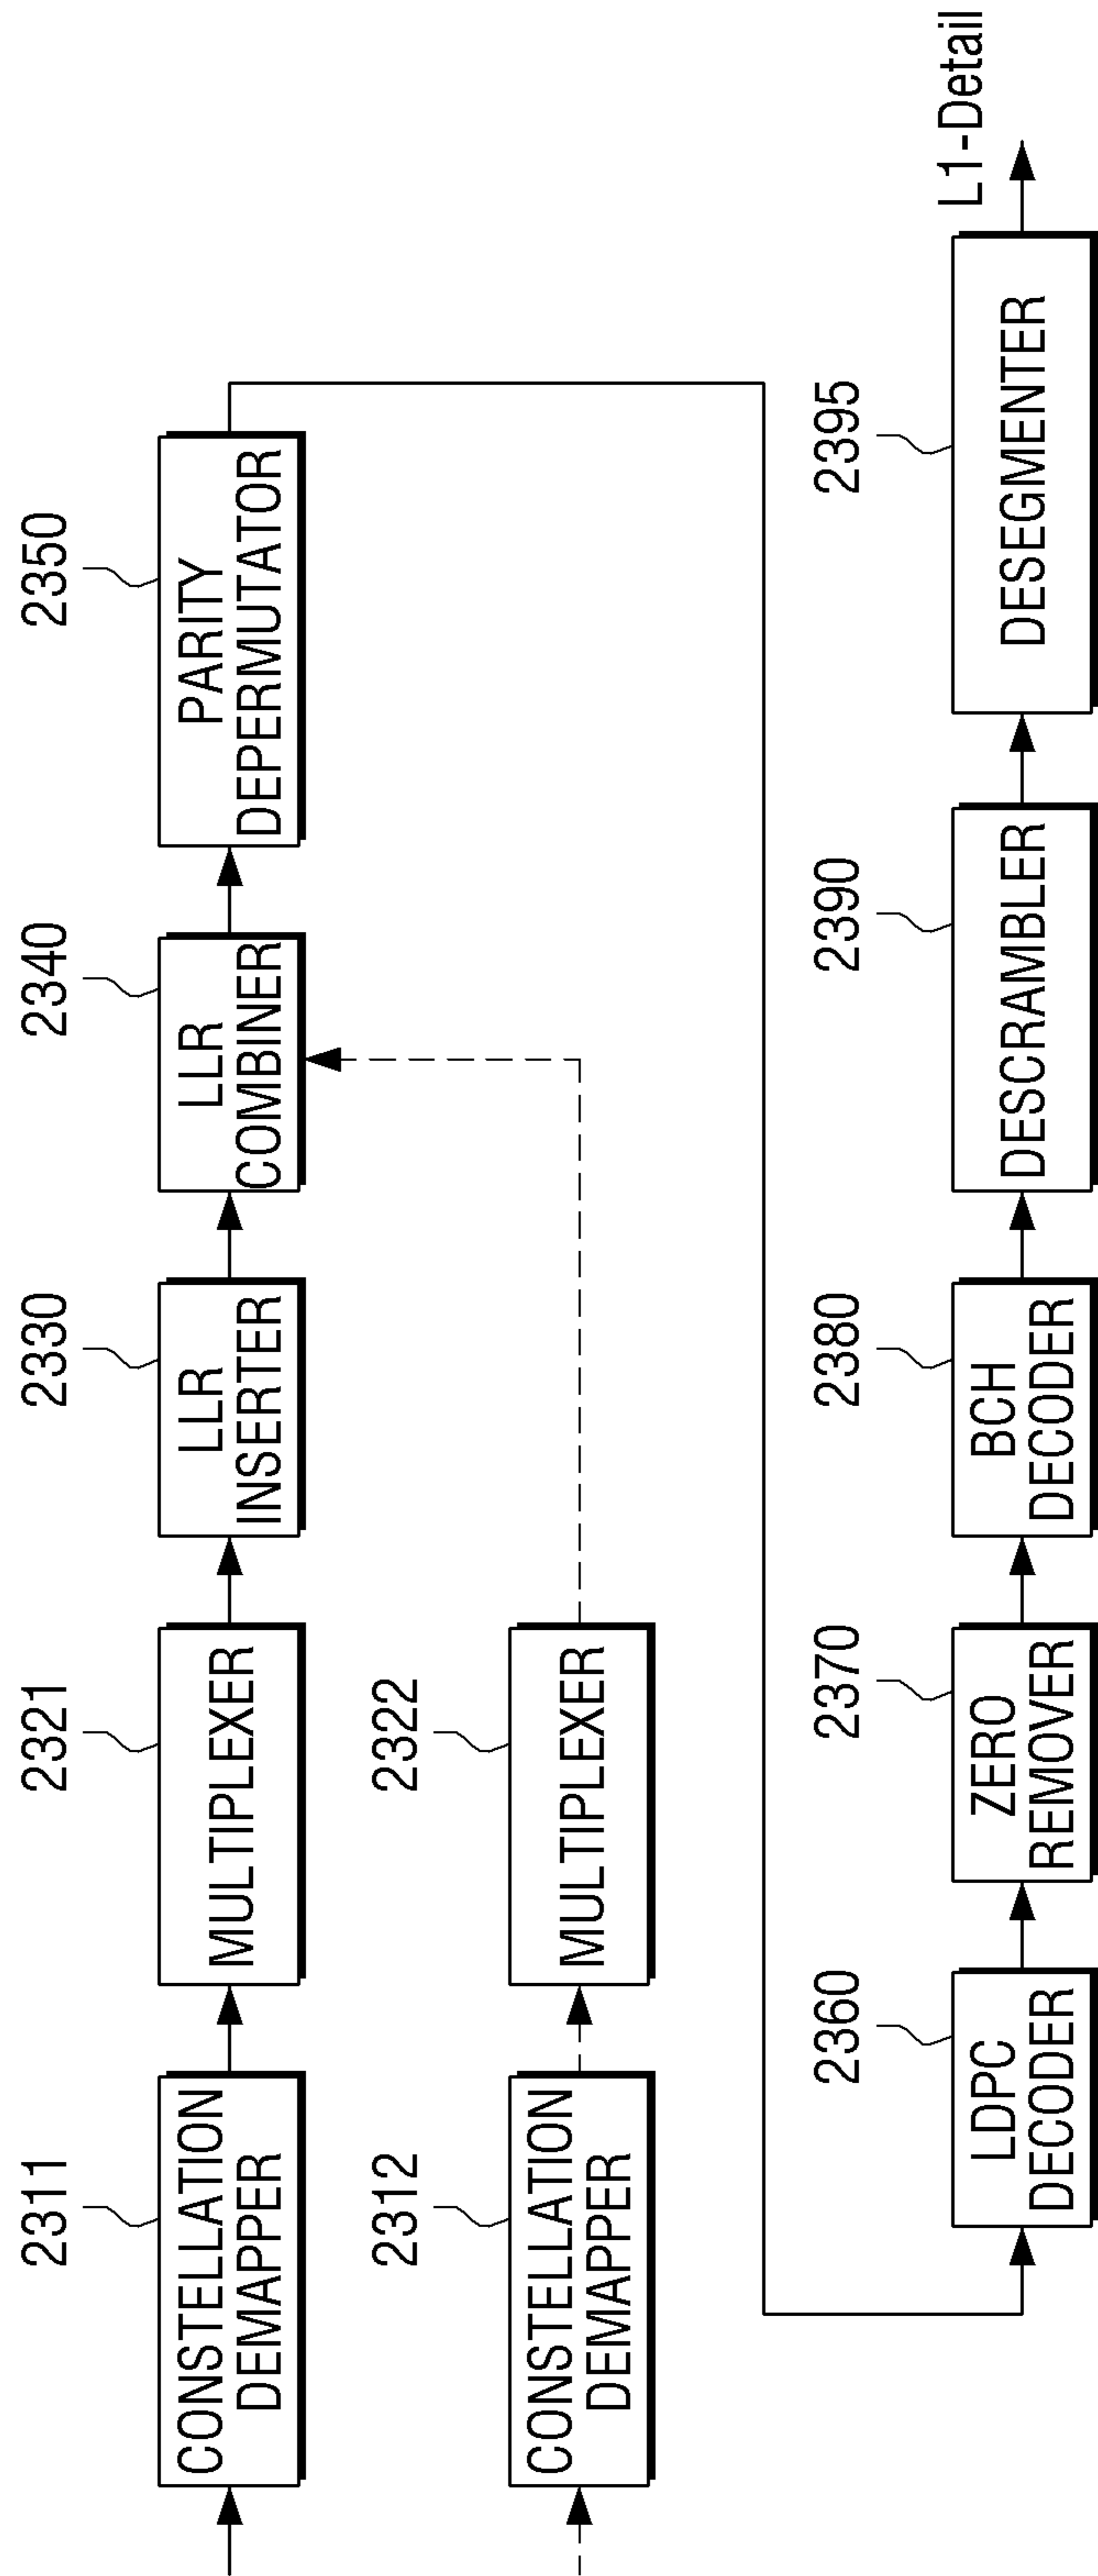 2311
CONSTELLATION
DEMAPPER
2321
MULTIPLEXER
2330
LLR
INSERTER
2340
LLR
COMBINER
2350
PARITY
DEPERMUTATOR
2312
CONSTELLATION
DEMAPPER
2322
MULTIPLEXER
2360
LDPC
DECODER
2370
ZERO
REMOVER
2380
BCH
DECODER
2390
DESCRAMBLER
2395
DESEGMENTER
L1-Detail